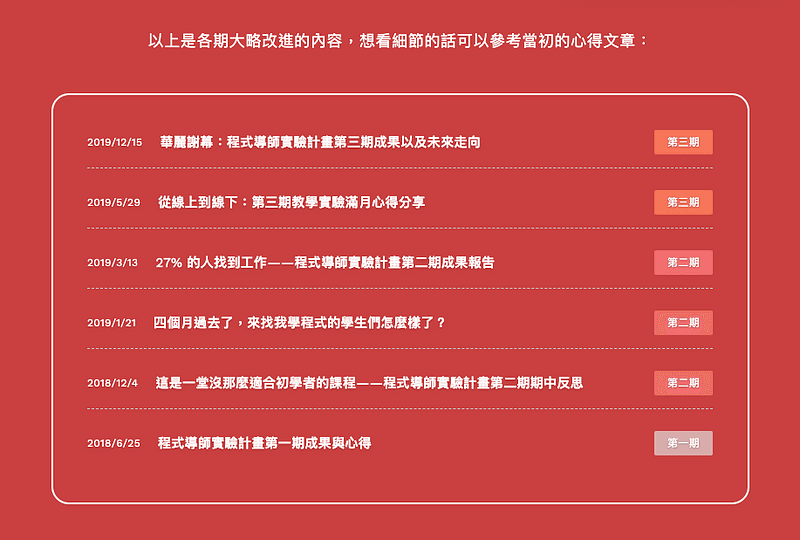 以上是各期大略改進的內容，想看細節的話可以參考當初的心得文章：
2019/12/15 華麗謝幕：程式導師實驗計畫第三期成果以及未來走向 第三期
2019/5/29 從線上到線下：第三期教學實驗滿月心得分享 第三期
2019/3/13 27% 的人找到工作——程式導師實驗計畫第二期成果報告 第二期
2019/1/21 四個月過去了，來找我學程式的學生們怎麼樣了？ 第二期
2018/12/4 這是一堂沒那麼適合初學者的課程——程式導師實驗計畫第二期期中反思 第二期
2018/6/25 程式導師實驗計畫第一期成果與心得 第一期